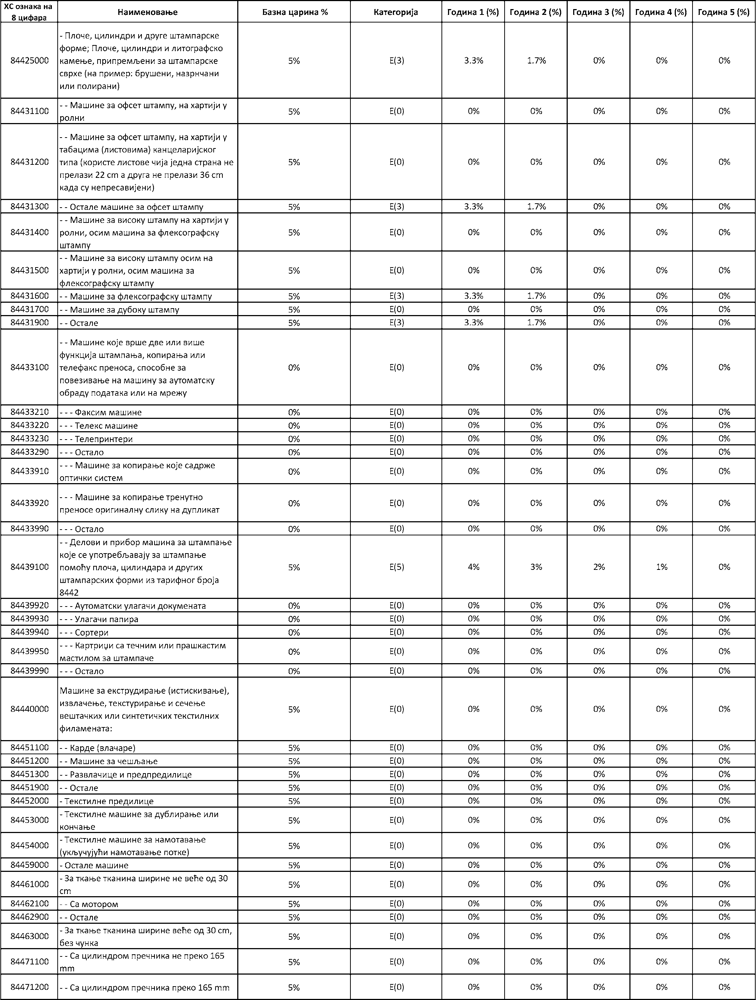 ХС ознака на
8 цифара
Наименовање
Базна царина %
Категорија
Година 1 (%)
Година 2 (%)
Година 3 (%)
Година 4 (%)
Година 5 (%)
84425000
- Плоче, цилиндри и друге штампарске
форме; Плоче, цилиндри и литографско
камење, припремљени за штампарске
сврхе (на пример: брушени, назрнчани
или полирани)
5% E(3) 3.3% 1.7% 0% 0% 0%
84431100
- - Машине за офсет штампу, на хартији у
ролни
5% E(0) 0% 0% 0% 0% 0%
84431200
- - Машине за офсет штампу, на хартији у
табацима (листовима) канцеларијског
типа (користе листове чија једна страна не
прелази 22 cm а друга не прелази 36 cm
када су непресавијени)
5% E(0) 0% 0% 0% 0% 0%
84431300 - - Остале машине за офсет штампу 5% E(3) 3.3% 1.7% 0% 0% 0%
84431400
- - Машине за високу штампу на хартији у
ролни, осим машина за флексографску
штампу
5% E(0) 0% 0% 0% 0% 0%
84431500
- - Машине за високу штампу осим на
хартији у ролни, осим машина за
флексографску штампу
5% E(0) 0% 0% 0% 0% 0%
84431600 - - Машине за флексографску штампу 5% E(3) 3.3% 1.7% 0% 0% 0%
84431700 - - Машине за дубоку штампу 5% E(0) 0% 0% 0% 0% 0%
84431900 - - Остале 5% E(3) 3.3% 1.7% 0% 0% 0%
84433100
- - Машине које врше две или више
функција штампања, копирања или
телефакс преноса, способне за
повезивање на машину за аутоматску
обраду података или на мрежу
0% E(0) 0% 0% 0% 0% 0%
84433210 - - - Факсим машине 0% E(0) 0% 0% 0% 0% 0%
84433220 - - - Телекс машине 0% E(0) 0% 0% 0% 0% 0%
84433230 - - - Телепринтери 0% E(0) 0% 0% 0% 0% 0%
84433290 - - - Остало 0% E(0) 0% 0% 0% 0% 0%
84433910
- - - Машине за копирање које садрже
оптички систем
0% E(0) 0% 0% 0% 0% 0%
84433920
- - - Машине за копирање тренутно
преносе оригиналну слику на дупликат
0% E(0) 0% 0% 0% 0% 0%
84433990 - - - Остало 0% E(0) 0% 0% 0% 0% 0%
84439100
- - Делови и прибор машина за штампање
које се употребљавају за штампање
помоћу плоча, цилиндара и других
штампарских форми из тарифног броја
8442
5% E(5) 4% 3% 2% 1% 0%
84439920 - - - Аутоматски улагачи докумената 0% E(0) 0% 0% 0% 0% 0%
84439930 - - - Улагачи папира 0% E(0) 0% 0% 0% 0% 0%
84439940 - - - Сортери 0% E(0) 0% 0% 0% 0% 0%
84439950
- - - Картриџи са течним или прашкастим
мастилом за штампаче
0% E(0) 0% 0% 0% 0% 0%
84439990 - - - Остало 0% E(0) 0% 0% 0% 0% 0%
84440000
Машине за екструдирање (истискивање),
извлачење, текстурирање и сечење
вештачких или синтетичких текстилних
филамената:
5% E(0) 0% 0% 0% 0% 0%
84451100 - - Карде (влачаре) 5% E(0) 0% 0% 0% 0% 0%
84451200 - - Машине за чешљање 5% E(0) 0% 0% 0% 0% 0%
84451300 - - Развлачице и предпредилице 5% E(0) 0% 0% 0% 0% 0%
84451900 - - Остале 5% E(0) 0% 0% 0% 0% 0%
84452000 - Текстилне предилице 5% E(0) 0% 0% 0% 0% 0%
84453000
- Текстилне машине за дублирање или
кончање
5% E(0) 0% 0% 0% 0% 0%
84454000
- Текстилне машине за намотавање
(укључујући намотавање потке)
5% E(0) 0% 0% 0% 0% 0%
84459000 - Остале машине 5% E(0) 0% 0% 0% 0% 0%
84461000
- За ткање тканина ширине не веће од 30
cm
5% E(0) 0% 0% 0% 0% 0%
84462100 - - Са мотором 5% E(0) 0% 0% 0% 0% 0%
84462900 - - Остале 5% E(0) 0% 0% 0% 0% 0%
84463000
- За ткање тканина ширине веће од 30 cm,
без чунка
5% E(0) 0% 0% 0% 0% 0%
84471100
- - Са цилиндром пречника не преко 165
mm
5% E(0) 0% 0% 0% 0% 0%
84471200 - - Са цилиндром пречника преко 165 mm 5% E(0) 0% 0% 0% 0% 0%